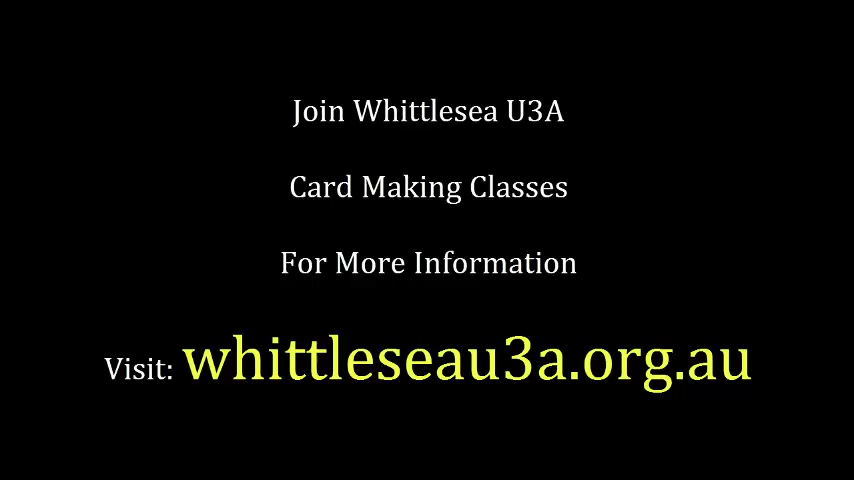 Join Whittlesea U3A
Card Making Classes
For More Information
Visit: whittleseau3a.org.au